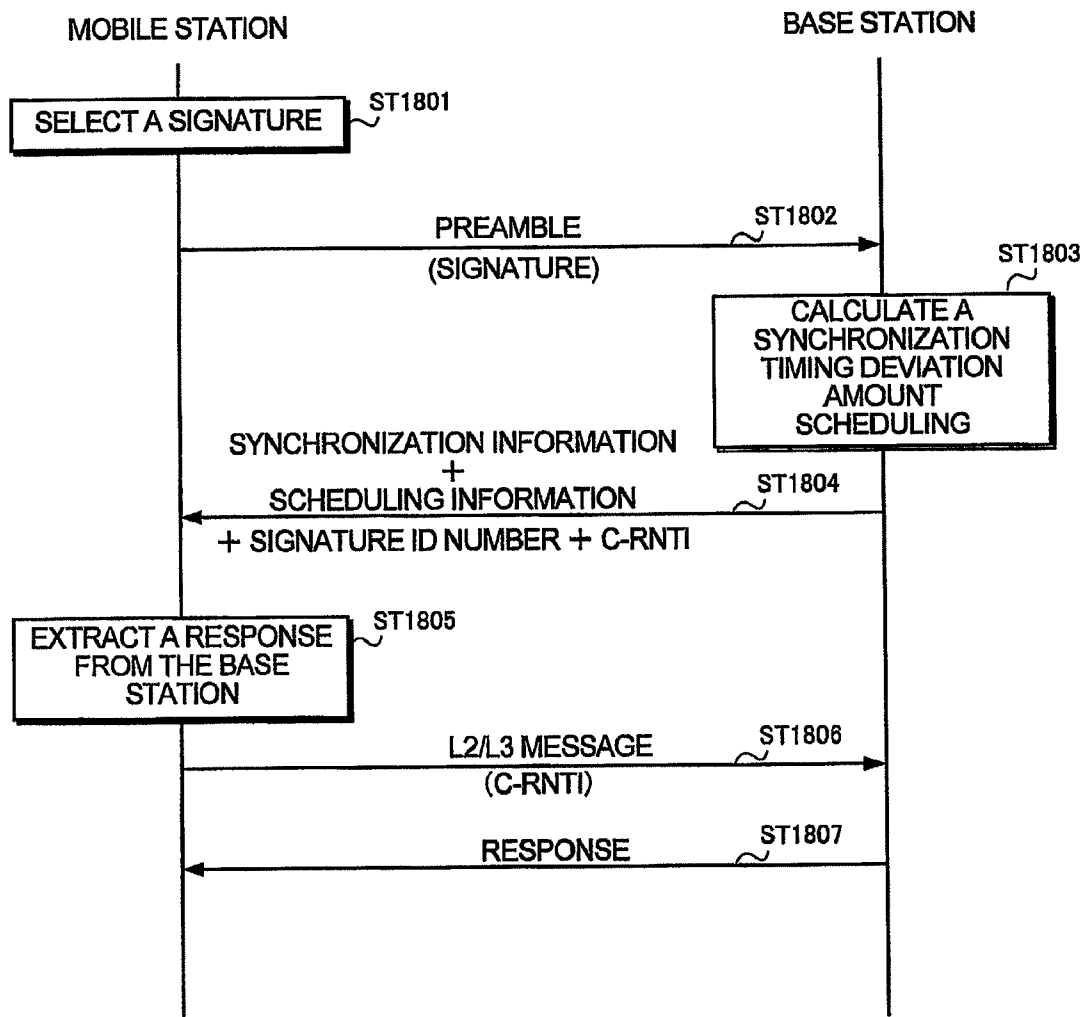 MOBILE STATION
BASE STATION
ST1801
SELECT A SIGNATURE
ST1802
PREAMBLE
(SIGNATURE)
ST1803
CALCULATE A
SYNCHRONIZATION
TIMING DEVIATION
AMOUNT
SCHEDULING
SYNCHRONIZATION INFORMATION
+
SCHEDULING INFORMATION
ST1804
+ SIGNATURE ID NUMBER + C-RNTI
ST1805
EXTRACT A RESPONSE
FROM THE BASE
STATION
L2/L3 MESSAGE
ST1806
(C-RNTI)
ST1807
RESPONSE